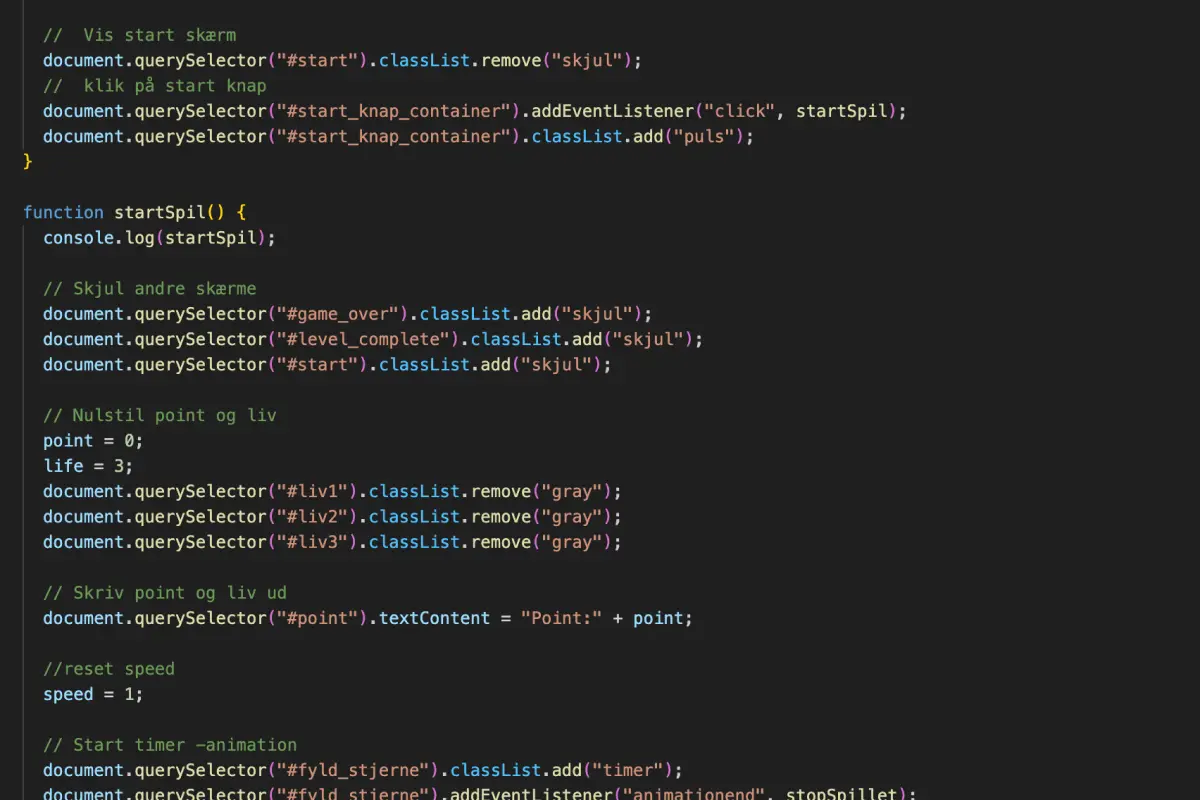 //  Vis start skærm
document.querySelector("#start").classList.remove("skjul");
//  klik på start knap
document.querySelector("#start_knap_container").addEventListener("click", startSpil);
document.querySelector("#start_knap_container").classList.add("puls");
}
function startSpil() {
console.log(startSpil);
// Skjul andre skærme
document.querySelector("#game_over").classList.add("skjul");
document.querySelector("#level_complete").classList.add("skjul");
document.querySelector("#start").classList.add("skjul");
// Nulstil point og liv
point = 0;
life = 3;
document.querySelector("#liv1").classList.remove("gray");
document.querySelector("#liv2").classList.remove("gray");
document.querySelector("#liv3").classList.remove("gray");
// Skriv point og liv ud
document.querySelector("#point").textContent = "Point:" + point;
//reset speed
speed = 1;
// Start timer -animation
document.querySelector("#fyld_stjerne").classList.add("timer");
document.querySelector("#fyld_stjerne").addEventListener("animationend", stopSpillet);